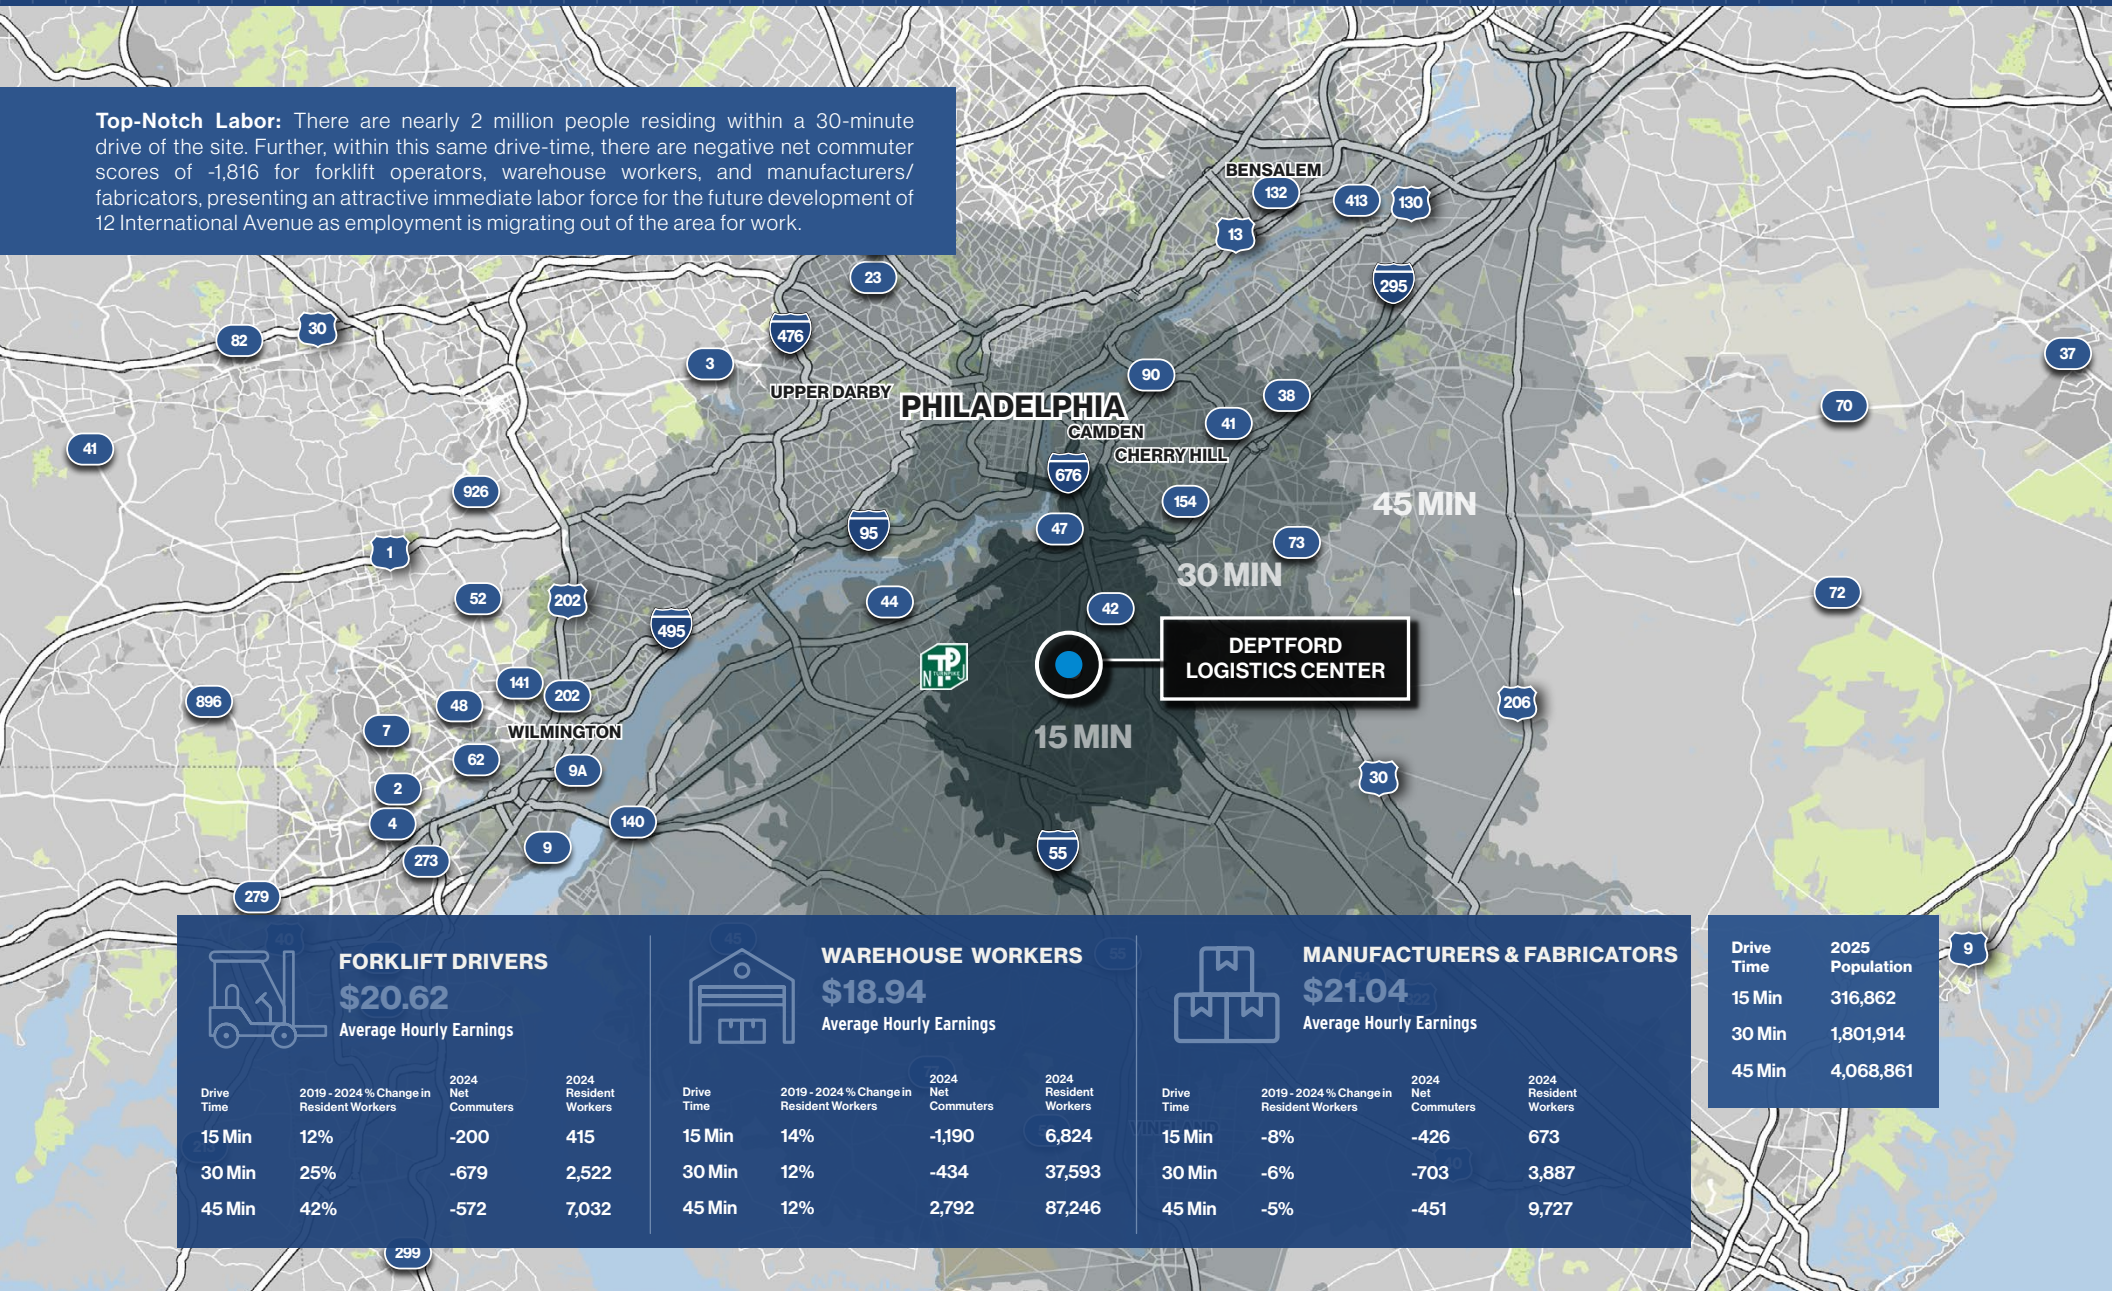 Top-Notch Labor: There are nearly 2 million people residing within a 30-minute
drive of the site. Further, within this same drive-time, there are negative net commuter
scores of -1,816 for forklift operators, warehouse workers, and manufacturers/
fabricators, presenting an attractive immediate labor force for the future development of
12 International Avenue as employment is migrating out of the area for work.
BENSALEM
132
413
130
13
23
295
82
30
476
3
37
90
UPPER DARBY
38
PHILADELPHIA
70
41
CAMDEN
41
CHERRY HILL
676
926
154
45 MIN
95
47
73
1
30 MIN
52
202
44
42
72
495
DEPTFORD
LOGISTICS CENTER
TP
N TURNPIKE J
141
202
896
48
206
7
WILMINGTON
15 MIN
62
9A
30
2
4
140
9
55
273
279
40
45
55
322
9
FORKLIFT DRIVERS
$20.62
Average Hourly Earnings
Drive Time 2019 - 2024 % Change in Resident Workers 2024 Net Commuters 2024 Resident Workers
15 Min 12% -200 415
30 Min 25% -679 2,522
45 Min 42% -572 7,032
WAREHOUSE WORKERS
$18.94
Average Hourly Earnings
Drive Time 2019 - 2024 % Change in Resident Workers 2024 Net Commuters 2024 Resident Workers
15 Min 14% -1,190 6,824
30 Min 12% -434 37,593
45 Min 12% 2,792 87,246
MANUFACTURERS & FABRICATORS
$21.04
Average Hourly Earnings
Drive Time 2019 - 2024 % Change in Resident Workers 2024 Net Commuters 2024 Resident Workers
15 Min -8% -426 673
30 Min -6% -703 3,887
45 Min -5% -451 9,727
Drive Time 2025 Population
15 Min 316,862
30 Min 1,801,914
45 Min 4,068,861
VINELAND
40
299